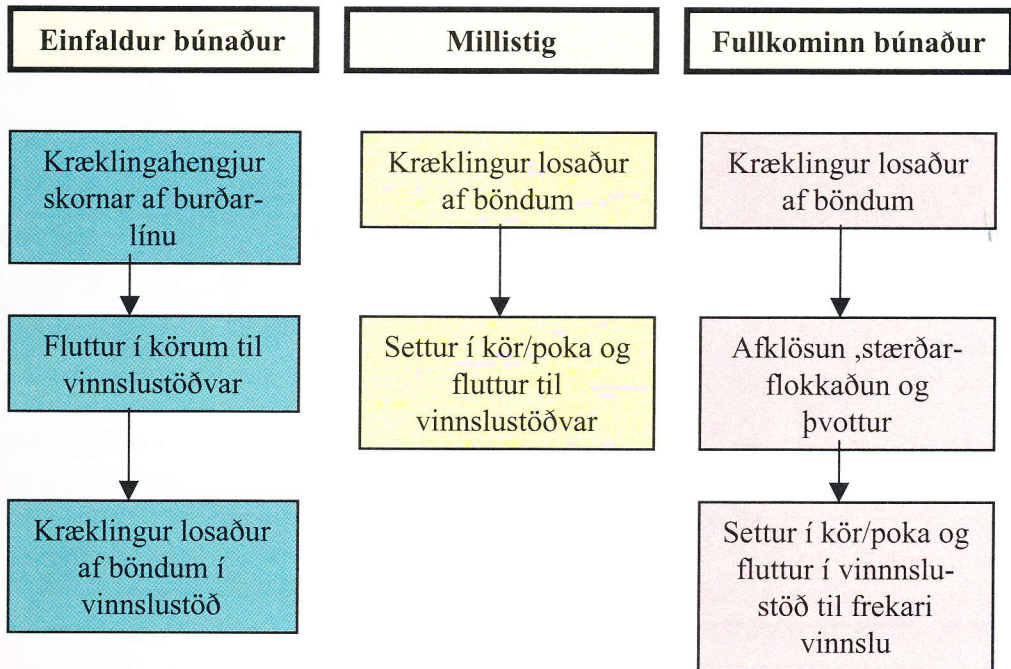 Einfaldur búnaður
Millistig
Fullkominn búnaður
Kræklingahengjur
skornar af burðar-
línu
Fluttur í körum til
vinnslustöðvar
Kræklingur losaður
af böndum í
vinnslustöð
Kræklingur losaður
af böndum
Settur í kör/poka og
fluttur til
vinnslustöðvar
Kræklingur losaður
af böndum
Afklösun ,stærðar-
flokkaðun og
þvottur
Settur í kör/poka og
fluttur í vinnnslu-
stöð til frekari
vinnslu